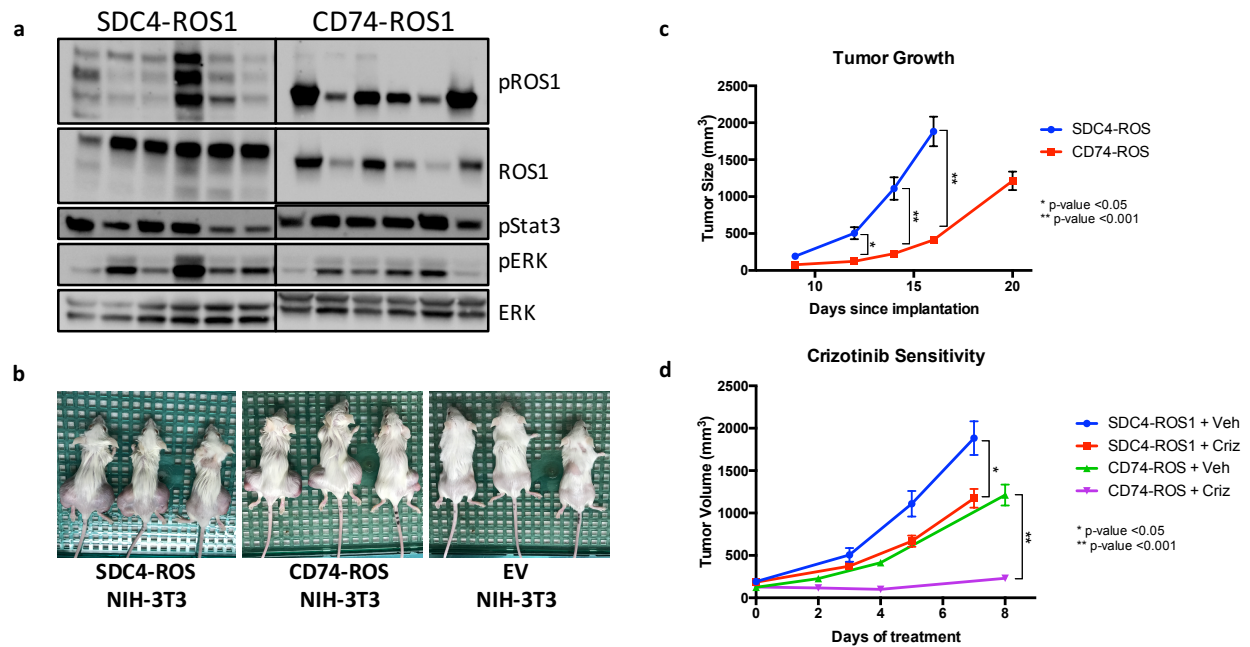 a
SDC4-ROS1
CD74-ROS1
pROS1
ROS1
pStat3
pERK
ERK
b
SDC4-ROS
NIH-3T3
CD74-ROS
NIH-3T3
EV
NIH-3T3
c
Tumor Growth
Tumor Size (mm³)
2500
2000
1500
1000
500
0
10
15
20
Days since implantation
*
**
**
SDC4-ROS
CD74-ROS
* p-value <0.05
** p-value <0.001
d
Crizotinib Sensitivity
Tumor Volume (mm³)
2500
2000
1500
1000
500
0
0
2
4
6
8
Days of treatment
*
**
SDC4-ROS1 + Veh
SDC4-ROS1 + Criz
CD74-ROS + Veh
CD74-ROS + Criz
* p-value <0.05
** p-value <0.001